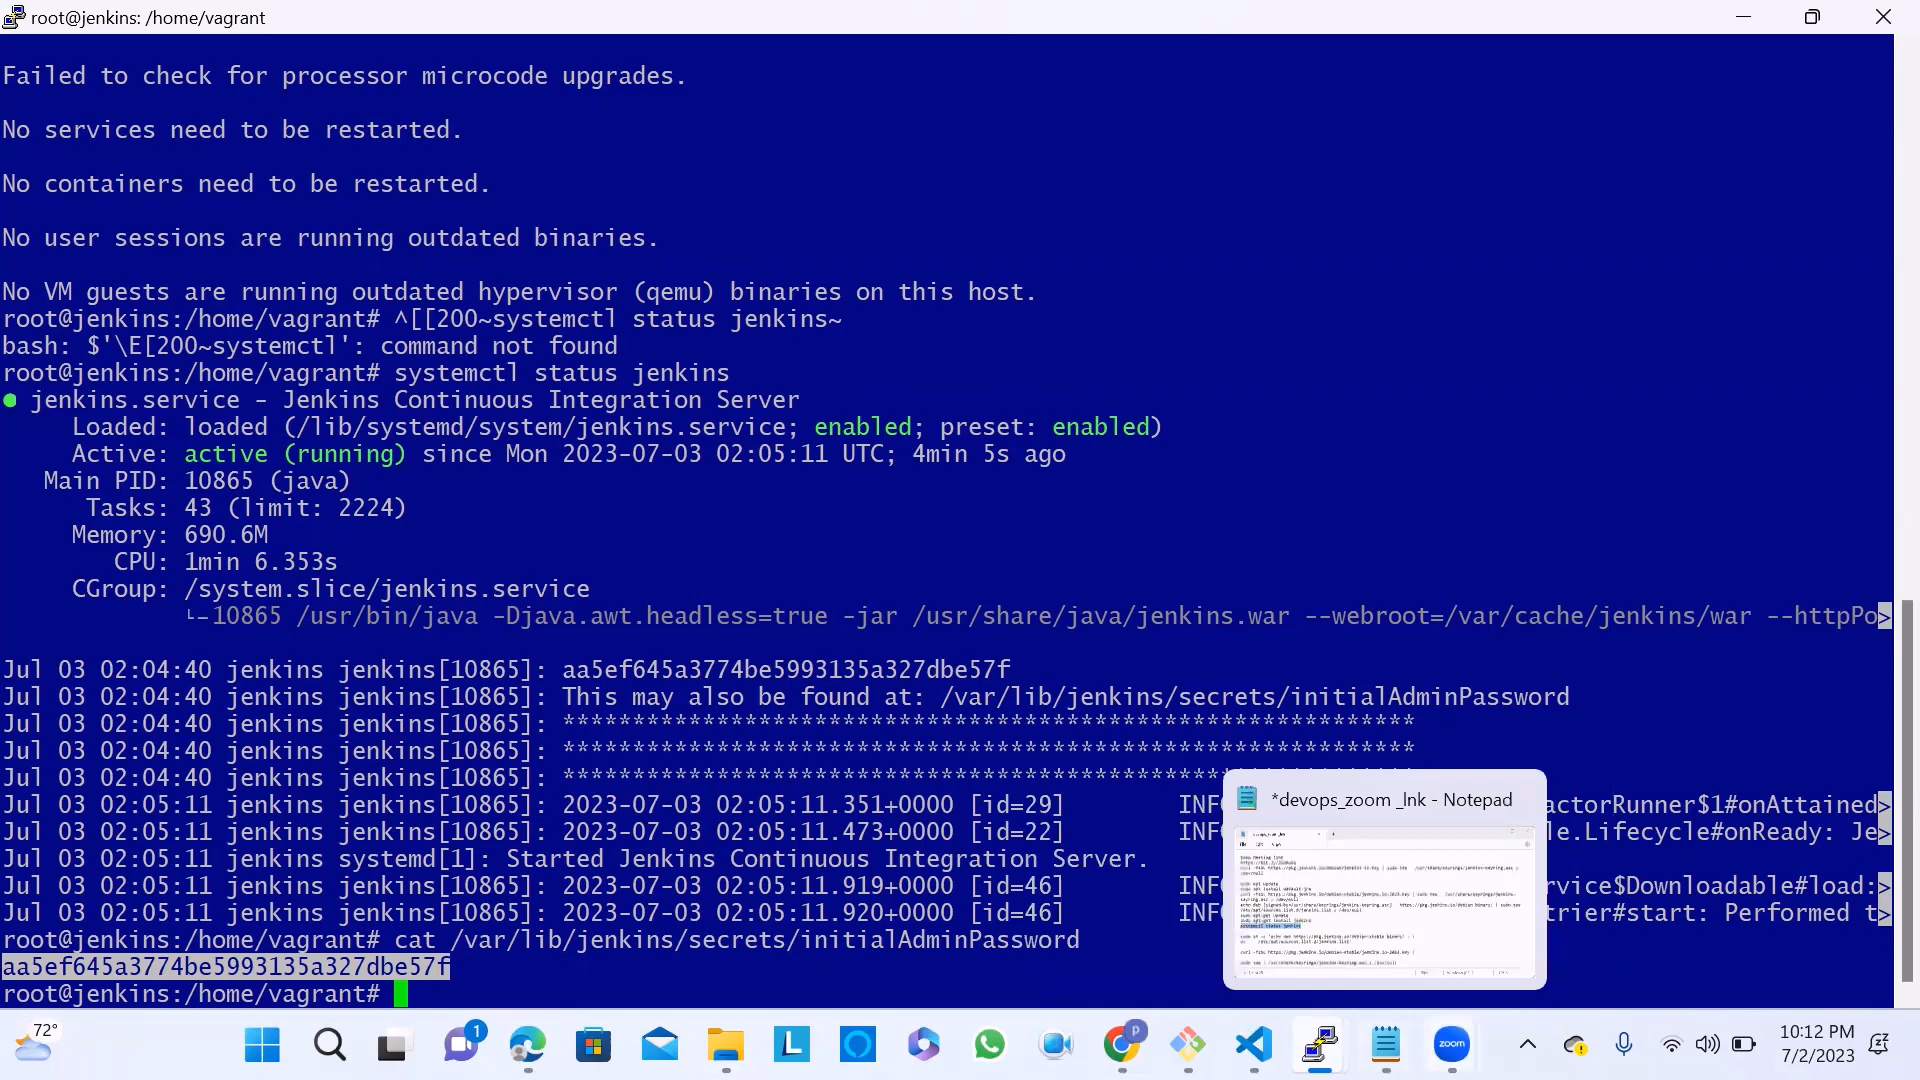 root@jenkins: /home/vagrant
Failed to check for processor microcode upgrades.
No services need to be restarted.
No containers need to be restarted.
No user sessions are running outdated binaries.
No VM guests are running outdated hypervisor (qemu) binaries on this host.
root@jenkins:/home/vagrant# ^[[200~systemctl status jenkins~
bash: $'\E[200~systemctl': command not found
root@jenkins:/home/vagrant# systemctl status jenkins
● jenkins.service - Jenkins Continuous Integration Server
Loaded: loaded (/lib/systemd/system/jenkins.service; enabled; preset: enabled)
Active: active (running) since Mon 2023-07-03 02:05:11 UTC; 4min 5s ago
Main PID: 10865 (java)
Tasks: 43 (limit: 2224)
Memory: 690.6M
CPU: 1min 6.353s
CGroup: /system.slice/jenkins.service
└─10865 /usr/bin/java -Djava.awt.headless=true -jar /usr/share/java/jenkins.war --webroot=/var/cache/jenkins/war --httpPo>
Jul 03 02:04:40 jenkins jenkins[10865]: aa5ef645a3774be5993135a327dbe57f
Jul 03 02:04:40 jenkins jenkins[10865]: This may also be found at: /var/lib/jenkins/secrets/initialAdminPassword
Jul 03 02:04:40 jenkins jenkins[10865]: *************************************************************
Jul 03 02:04:40 jenkins jenkins[10865]: *************************************************************
Jul 03 02:04:40 jenkins jenkins[10865]: *************************************************************
Jul 03 02:05:11 jenkins jenkins[10865]: 2023-07-03 02:05:11.351+0000 [id=29] INF actorRunner$1#onAttained>
Jul 03 02:05:11 jenkins jenkins[10865]: 2023-07-03 02:05:11.473+0000 [id=22] INF le.Lifecycle#onReady: Je>
Jul 03 02:05:11 jenkins systemd[1]: Started Jenkins Continuous Integration Server.
Jul 03 02:05:11 jenkins jenkins[10865]: 2023-07-03 02:05:11.919+0000 [id=46] INF rvice$Downloadable#load:>
Jul 03 02:05:11 jenkins jenkins[10865]: 2023-07-03 02:05:11.920+0000 [id=46] INF trier#start: Performed t>
root@jenkins:/home/vagrant# cat /var/lib/jenkins/secrets/initialAdminPassword
aa5ef645a3774be5993135a327dbe57f
root@jenkins:/home/vagrant#
*devops_zoom _lnk - Notepad
72°
1
P
zoom
10:12 PM
7/2/2023